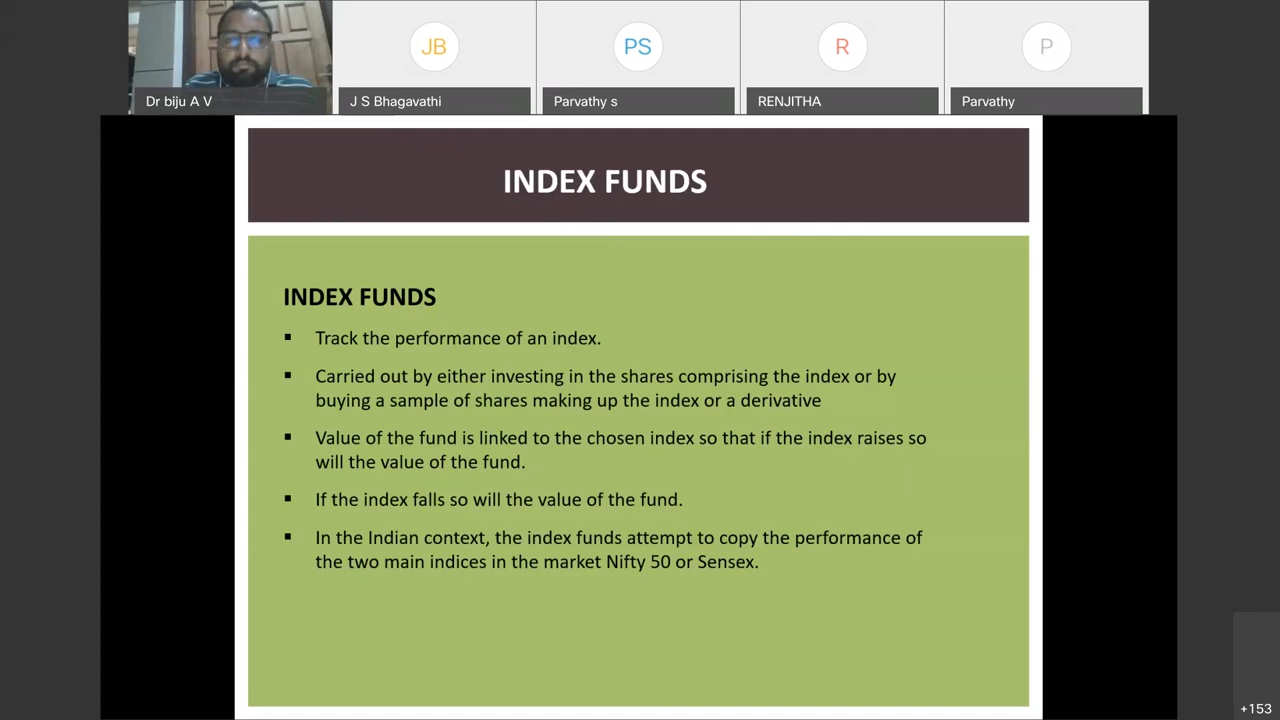 JB
PS
R
P
Dr biju A V
J S Bhagavathi
Parvathy s
RENJITHA
Parvathy
INDEX FUNDS
INDEX FUNDS
▪ Track the performance of an index.
▪ Carried out by either investing in the shares comprising the index or by
buying a sample of shares making up the index or a derivative
▪ Value of the fund is linked to the chosen index so that if the index raises so
will the value of the fund.
▪ If the index falls so will the value of the fund.
▪ In the Indian context, the index funds attempt to copy the performance of
the two main indices in the market Nifty 50 or Sensex.
+153